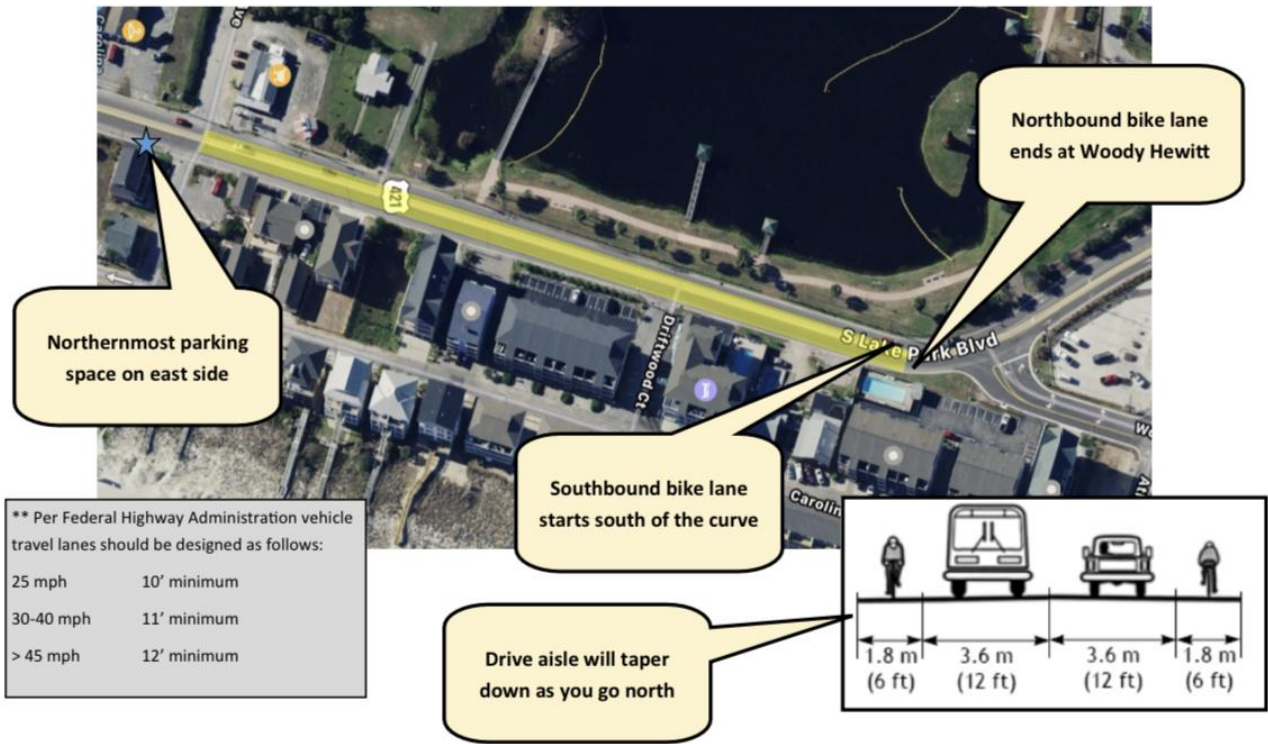 Carolina
ve
421
Northbound bike lane
ends at Woody Hewitt
Northernmost parking
space on east side
S Lake Park Blvd
Driftwood Ct
Southbound bike lane
starts south of the curve
Carolin
We
At
** Per Federal Highway Administration vehicle
travel lanes should be designed as follows:
25 mph 10’ minimum
30-40 mph 11’ minimum
> 45 mph 12’ minimum
Drive aisle will taper
down as you go north
1.8 m 3.6 m 3.6 m 1.8 m
(6 ft) (12 ft) (12 ft) (6 ft)